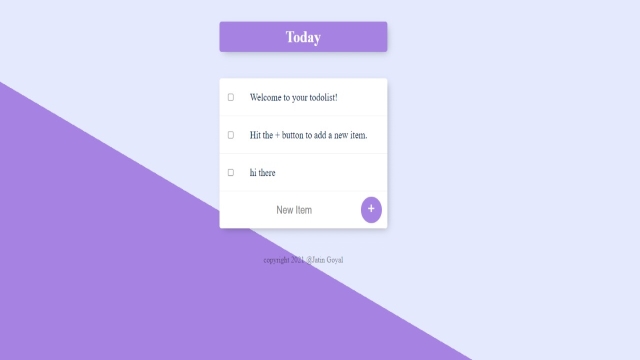 Today
Welcome to your todolist!
Hit the + button to add a new item.
hi there
New Item
+
copyright 2021 ©Jatin Goyal